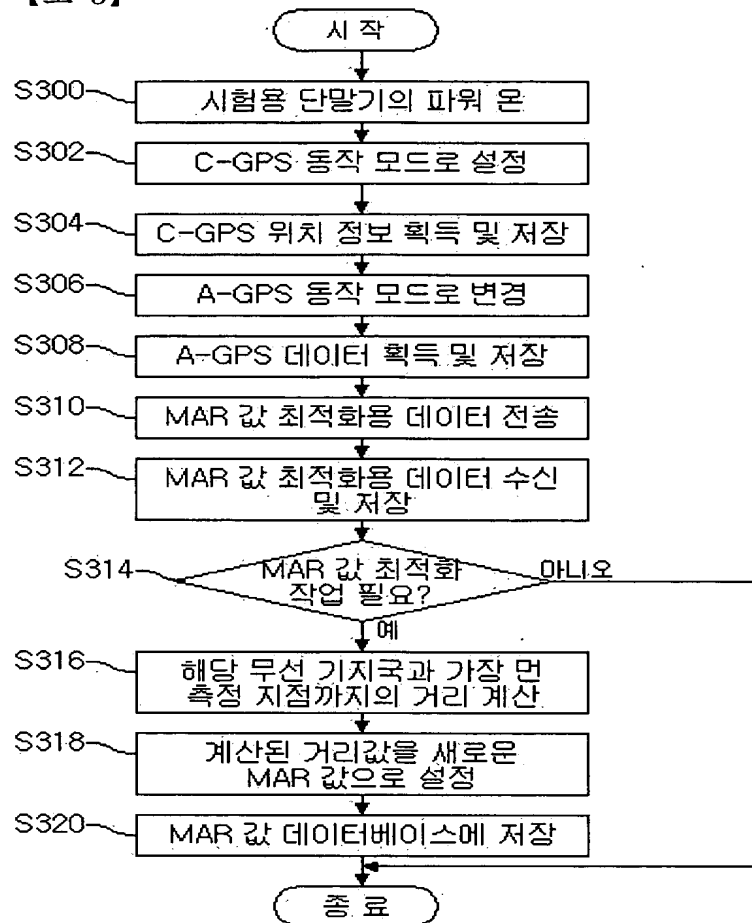 시 작
S300
시험용 단말기의 파워 온
S302
C-GPS 동작 모드로 설정
S304
C-GPS 위치 정보 획득 및 저장
S306
A-GPS 동작 모드로 변경
S308
A-GPS 데이터 획득 및 저장
S310
MAR 값 최적화용 데이터 전송
S312
MAR 값 최적화용 데이터 수신
및 저장
S314
MAR 값 최적화
작업 필요?
아니오
예
S316
해당 무선 기지국과 가장 먼
측정 지점까지의 거리 계산
S318
계산된 거리값을 새로운
MAR 값으로 설정
S320
MAR 값 데이터베이스에 저장
종 료